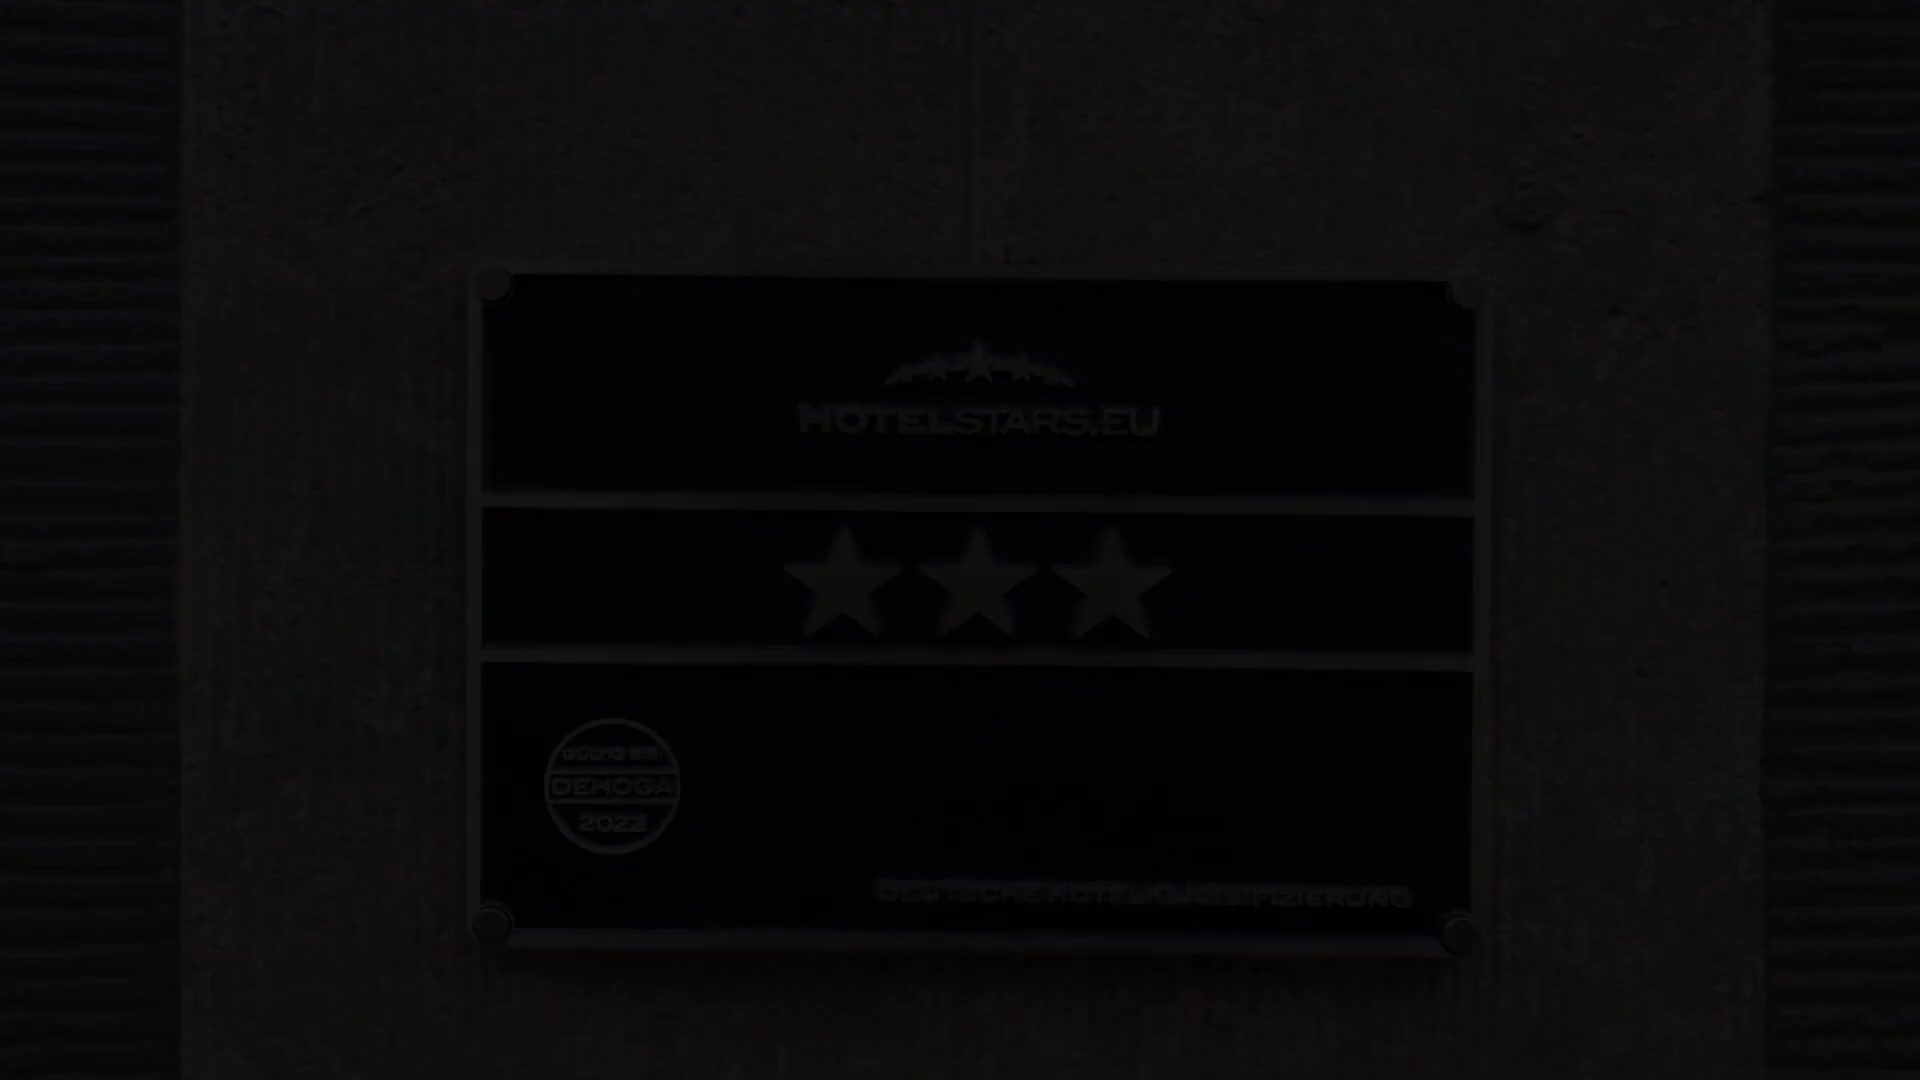 HOTELSTARS.EU
GÜLTIG BIS:
DEHOGA
2022
DEUTSCHE HOTELKLASSIFIZIERUNG